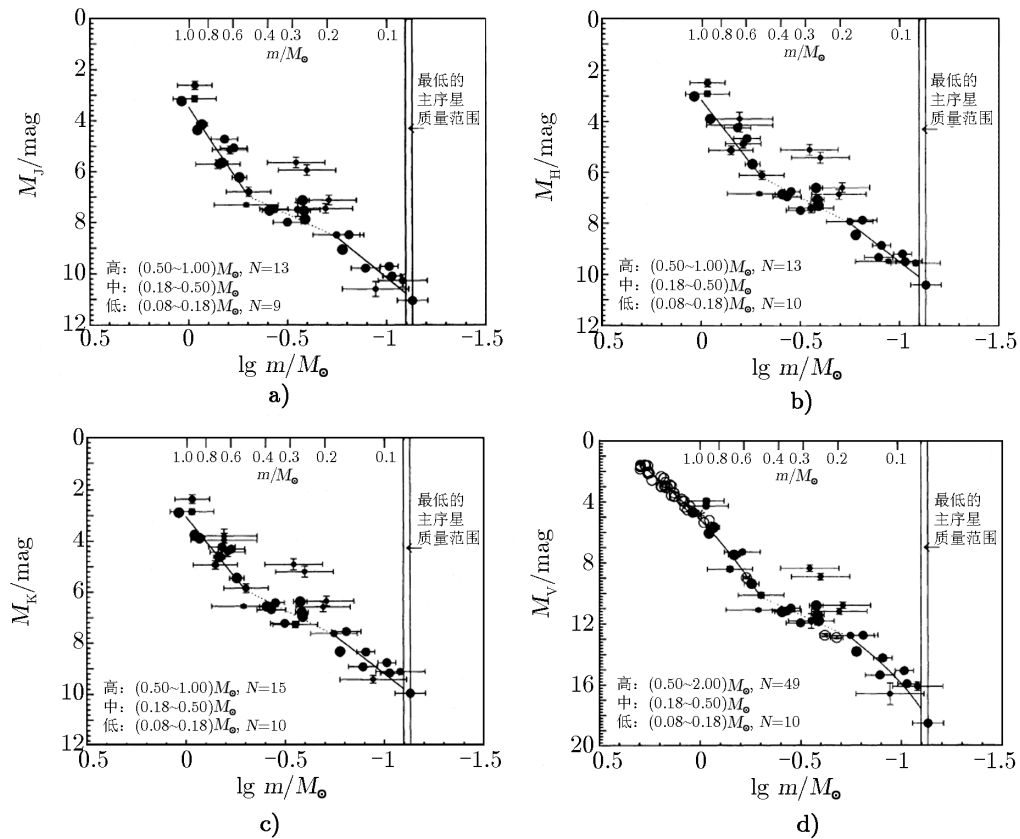 0
2
4
6
8
10
12
M_J/mag
1.0 0.8 0.6 0.4 0.3 0.2 0.1
m/M☉
最低的
主序星
质量范围
高：(0.50~1.00)M☉, N=13
中：(0.18~0.50)M☉
低：(0.08~0.18)M☉, N=9
0.5 0 -0.5 -1 -1.5
lg m/M☉
a)
0
2
4
6
8
10
12
M_H/mag
1.0 0.8 0.6 0.4 0.3 0.2 0.1
m/M☉
最低的
主序星
质量范围
高：(0.50~1.00)M☉, N=13
中：(0.18~0.50)M☉
低：(0.08~0.18)M☉, N=10
0.5 0 -0.5 -1 -1.5
lg m/M☉
b)
0
2
4
6
8
10
12
M_K/mag
1.0 0.8 0.6 0.4 0.3 0.2 0.1
m/M☉
最低的
主序星
质量范围
高：(0.50~1.00)M☉, N=15
中：(0.18~0.50)M☉
低：(0.08~0.18)M☉, N=10
0.5 0 -0.5 -1 -1.5
lg m/M☉
c)
0
4
8
12
16
20
M_V/mag
1.0 0.8 0.6 0.4 0.3 0.2 0.1
m/M☉
最低的
主序星
质量范围
高：(0.50~2.00)M☉, N=49
中：(0.18~0.50)M☉
低：(0.08~0.18)M☉, N=10
0.5 0 -0.5 -1 -1.5
lg m/M☉
d)